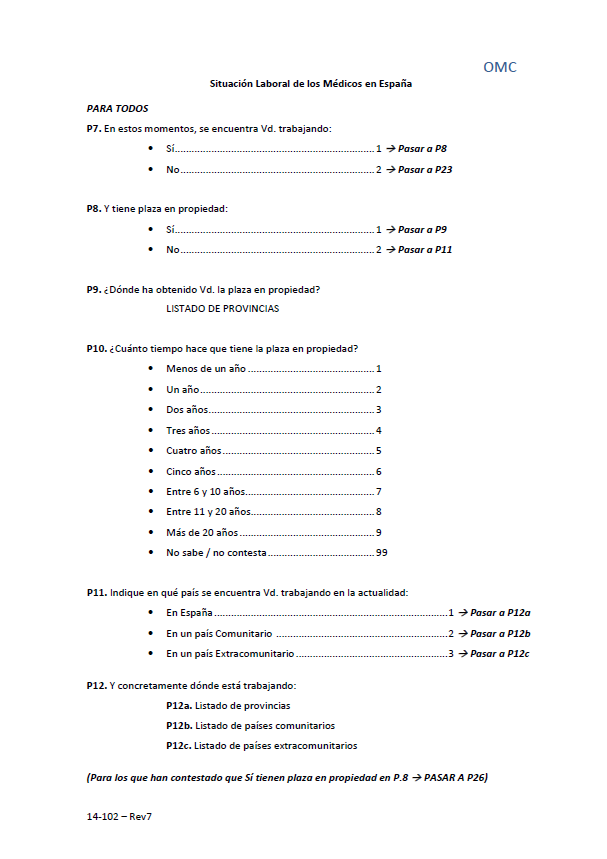 OMC
Situación Laboral de los Médicos en España
PARA TODOS
P7. En estos momentos, se encuentra Vd. trabajando:
• Sí........................................................................1 → Pasar a P8
• No......................................................................2 → Pasar a P23
P8. Y tiene plaza en propiedad:
• Sí........................................................................1 → Pasar a P9
• No......................................................................2 → Pasar a P11
P9. ¿Dónde ha obtenido Vd. la plaza en propiedad?
LISTADO DE PROVINCIAS
P10. ¿Cuánto tiempo hace que tiene la plaza en propiedad?
• Menos de un año.............................................1
• Un año..............................................................2
• Dos años...........................................................3
• Tres años..........................................................4
• Cuatro años......................................................5
• Cinco años........................................................6
• Entre 6 y 10 años..............................................7
• Entre 11 y 20 años............................................8
• Más de 20 años................................................9
• No sabe / no contesta......................................99
P11. Indique en qué país se encuentra Vd. trabajando en la actualidad:
• En España...................................................................................1 → Pasar a P12a
• En un país Comunitario .............................................................2 → Pasar a P12b
• En un país Extracomunitario......................................................3 → Pasar a P12c
P12. Y concretamente dónde está trabajando:
P12a. Listado de provincias
P12b. Listado de países comunitarios
P12c. Listado de países extracomunitarios
(Para los que han contestado que Sí tienen plaza en propiedad en P.8 → PASAR A P26)
14-102 – Rev7